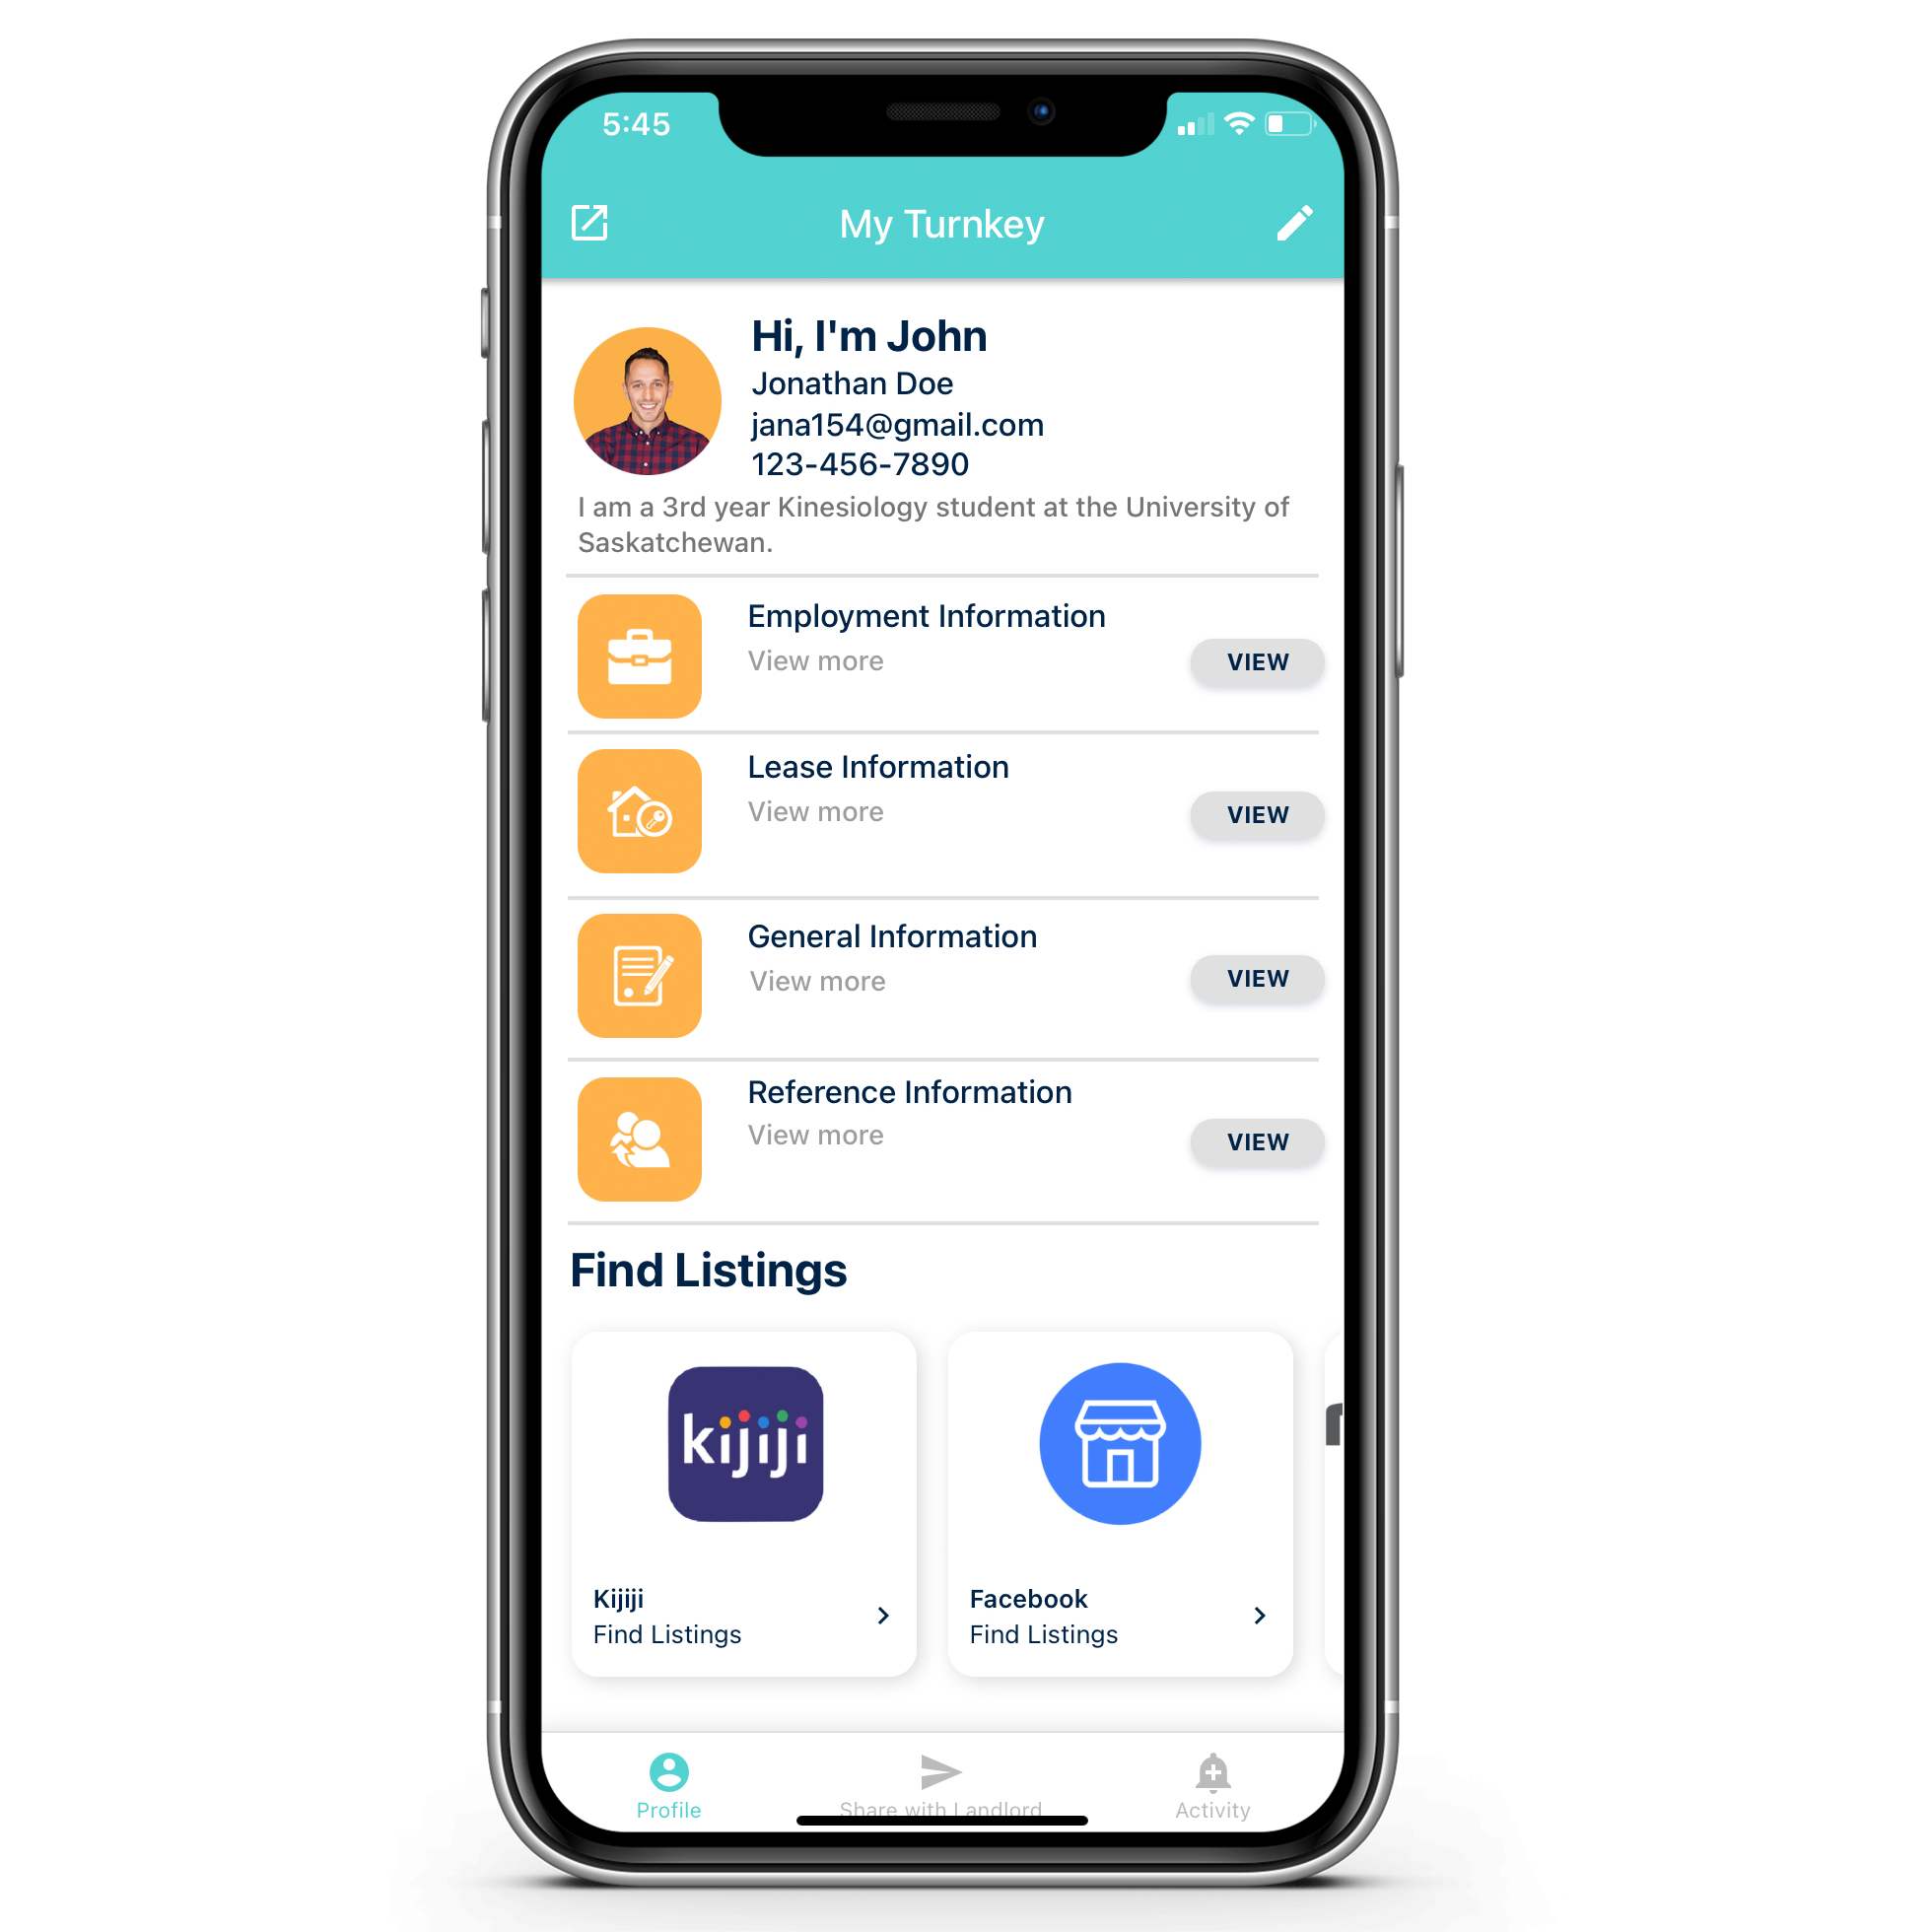 5:45
My Turnkey
Hi, I'm John
Jonathan Doe
jana154@gmail.com
123-456-7890
I am a 3rd year Kinesiology student at the University of
Saskatchewan.
Employment Information
View more
VIEW
Lease Information
View more
VIEW
General Information
View more
VIEW
Reference Information
View more
VIEW
Find Listings
kijiji
Kijiji
Find Listings
Facebook
Find Listings
Profile
Share with Landlord
Activity